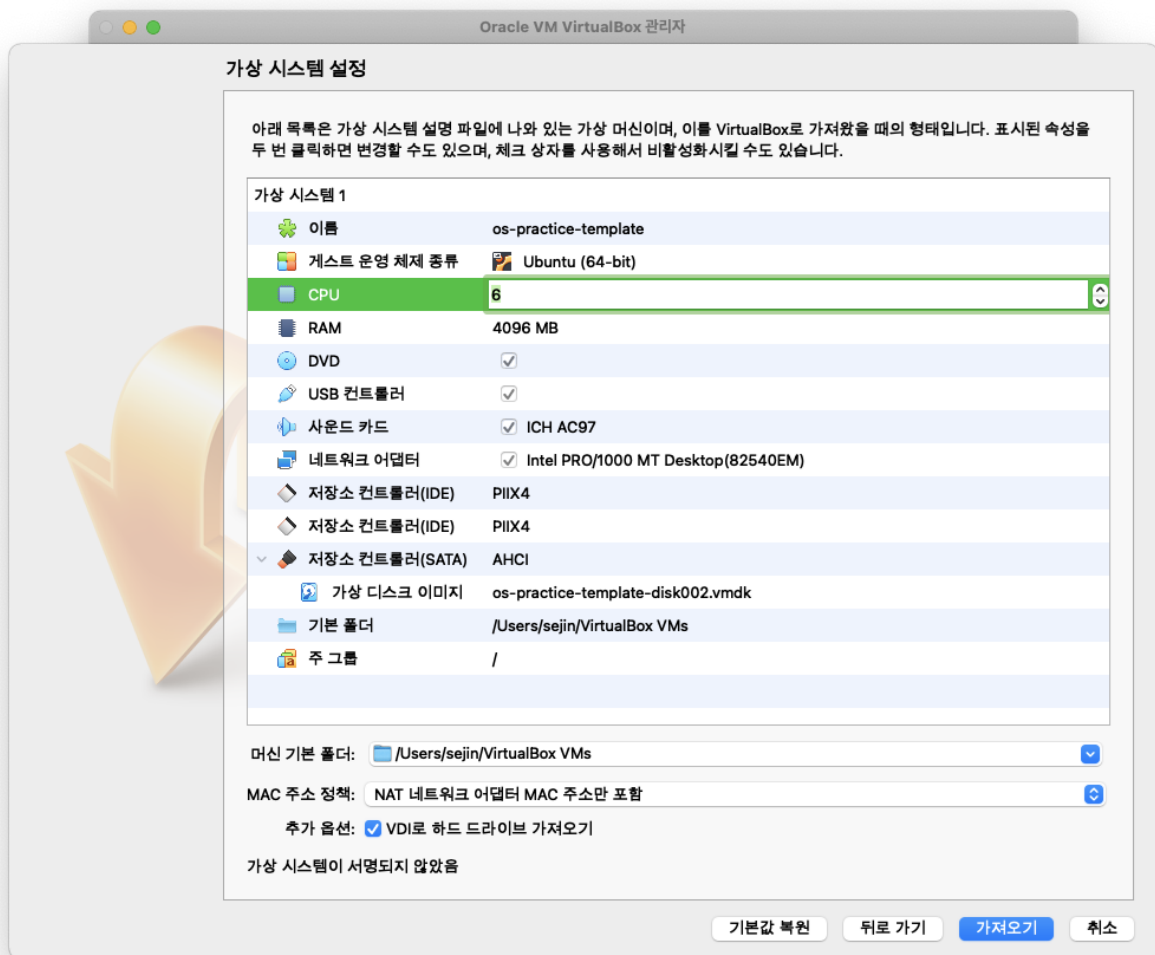 Oracle VM VirtualBox 관리자
가상 시스템 설정
아래 목록은 가상 시스템 설명 파일에 나와 있는 가상 머신이며, 이를 VirtualBox로 가져왔을 때의 형태입니다. 표시된 속성을
두 번 클릭하면 변경할 수도 있으며, 체크 상자를 사용해서 비활성화시킬 수도 있습니다.
가상 시스템 1
이름 os-practice-template
게스트 운영 체제 종류 Ubuntu (64-bit)
CPU 6
RAM 4096 MB
DVD
USB 컨트롤러
사운드 카드 ICH AC97
네트워크 어댑터 Intel PRO/1000 MT Desktop(82540EM)
저장소 컨트롤러(IDE) PIIX4
저장소 컨트롤러(IDE) PIIX4
저장소 컨트롤러(SATA) AHCI
가상 디스크 이미지 os-practice-template-disk002.vmdk
기본 폴더 /Users/sejin/VirtualBox VMs
주 그룹 /
머신 기본 폴더: /Users/sejin/VirtualBox VMs
MAC 주소 정책: NAT 네트워크 어댑터 MAC 주소만 포함
추가 옵션: VDI로 하드 드라이브 가져오기
가상 시스템이 서명되지 않았음
기본값 복원 뒤로 가기 가져오기 취소